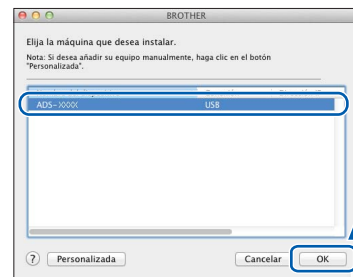 BROTHER
Elija la máquina que desea instalar.
Nota: Si desea añadir su equipo manualmente, haga clic en el botón
"Personalizada".
ADS-XXXX USB
? Personalizada Cancelar OK